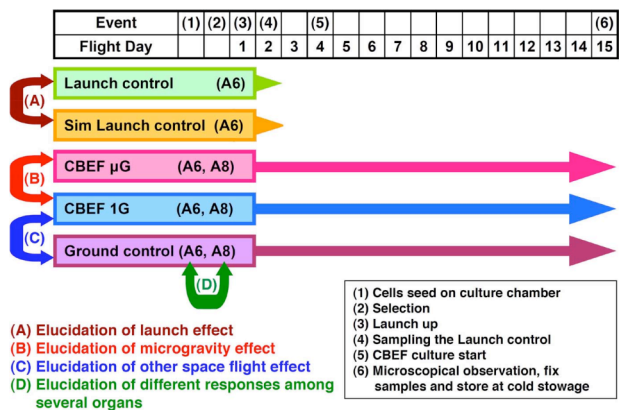 Event (1) (2) (3) (4) (5) (6)
Flight Day 1 2 3 4 5 6 7 8 9 10 11 12 13 14 15
Launch control (A6)
(A)
Sim Launch control (A6)
CBEF μG (A6, A8)
(B)
CBEF 1G (A6, A8)
(C)
Ground control (A6, A8)
(D)
(A) Elucidation of launch effect
(B) Elucidation of microgravity effect
(C) Elucidation of other space flight effect
(D) Elucidation of different responses among
several organs
(1) Cells seed on culture chamber
(2) Selection
(3) Launch up
(4) Sampling the Launch control
(5) CBEF culture start
(6) Microscopical observation, fix
samples and store at cold stowage